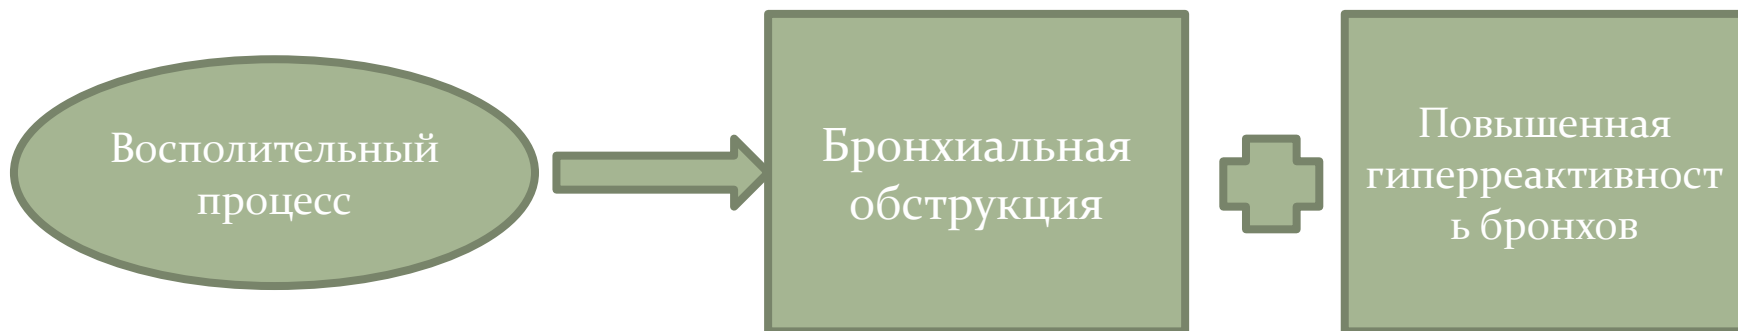 Восполительный
процесс
Бронхиальная
обструкция
Повышенная
гиперреактивност
ь бронхов